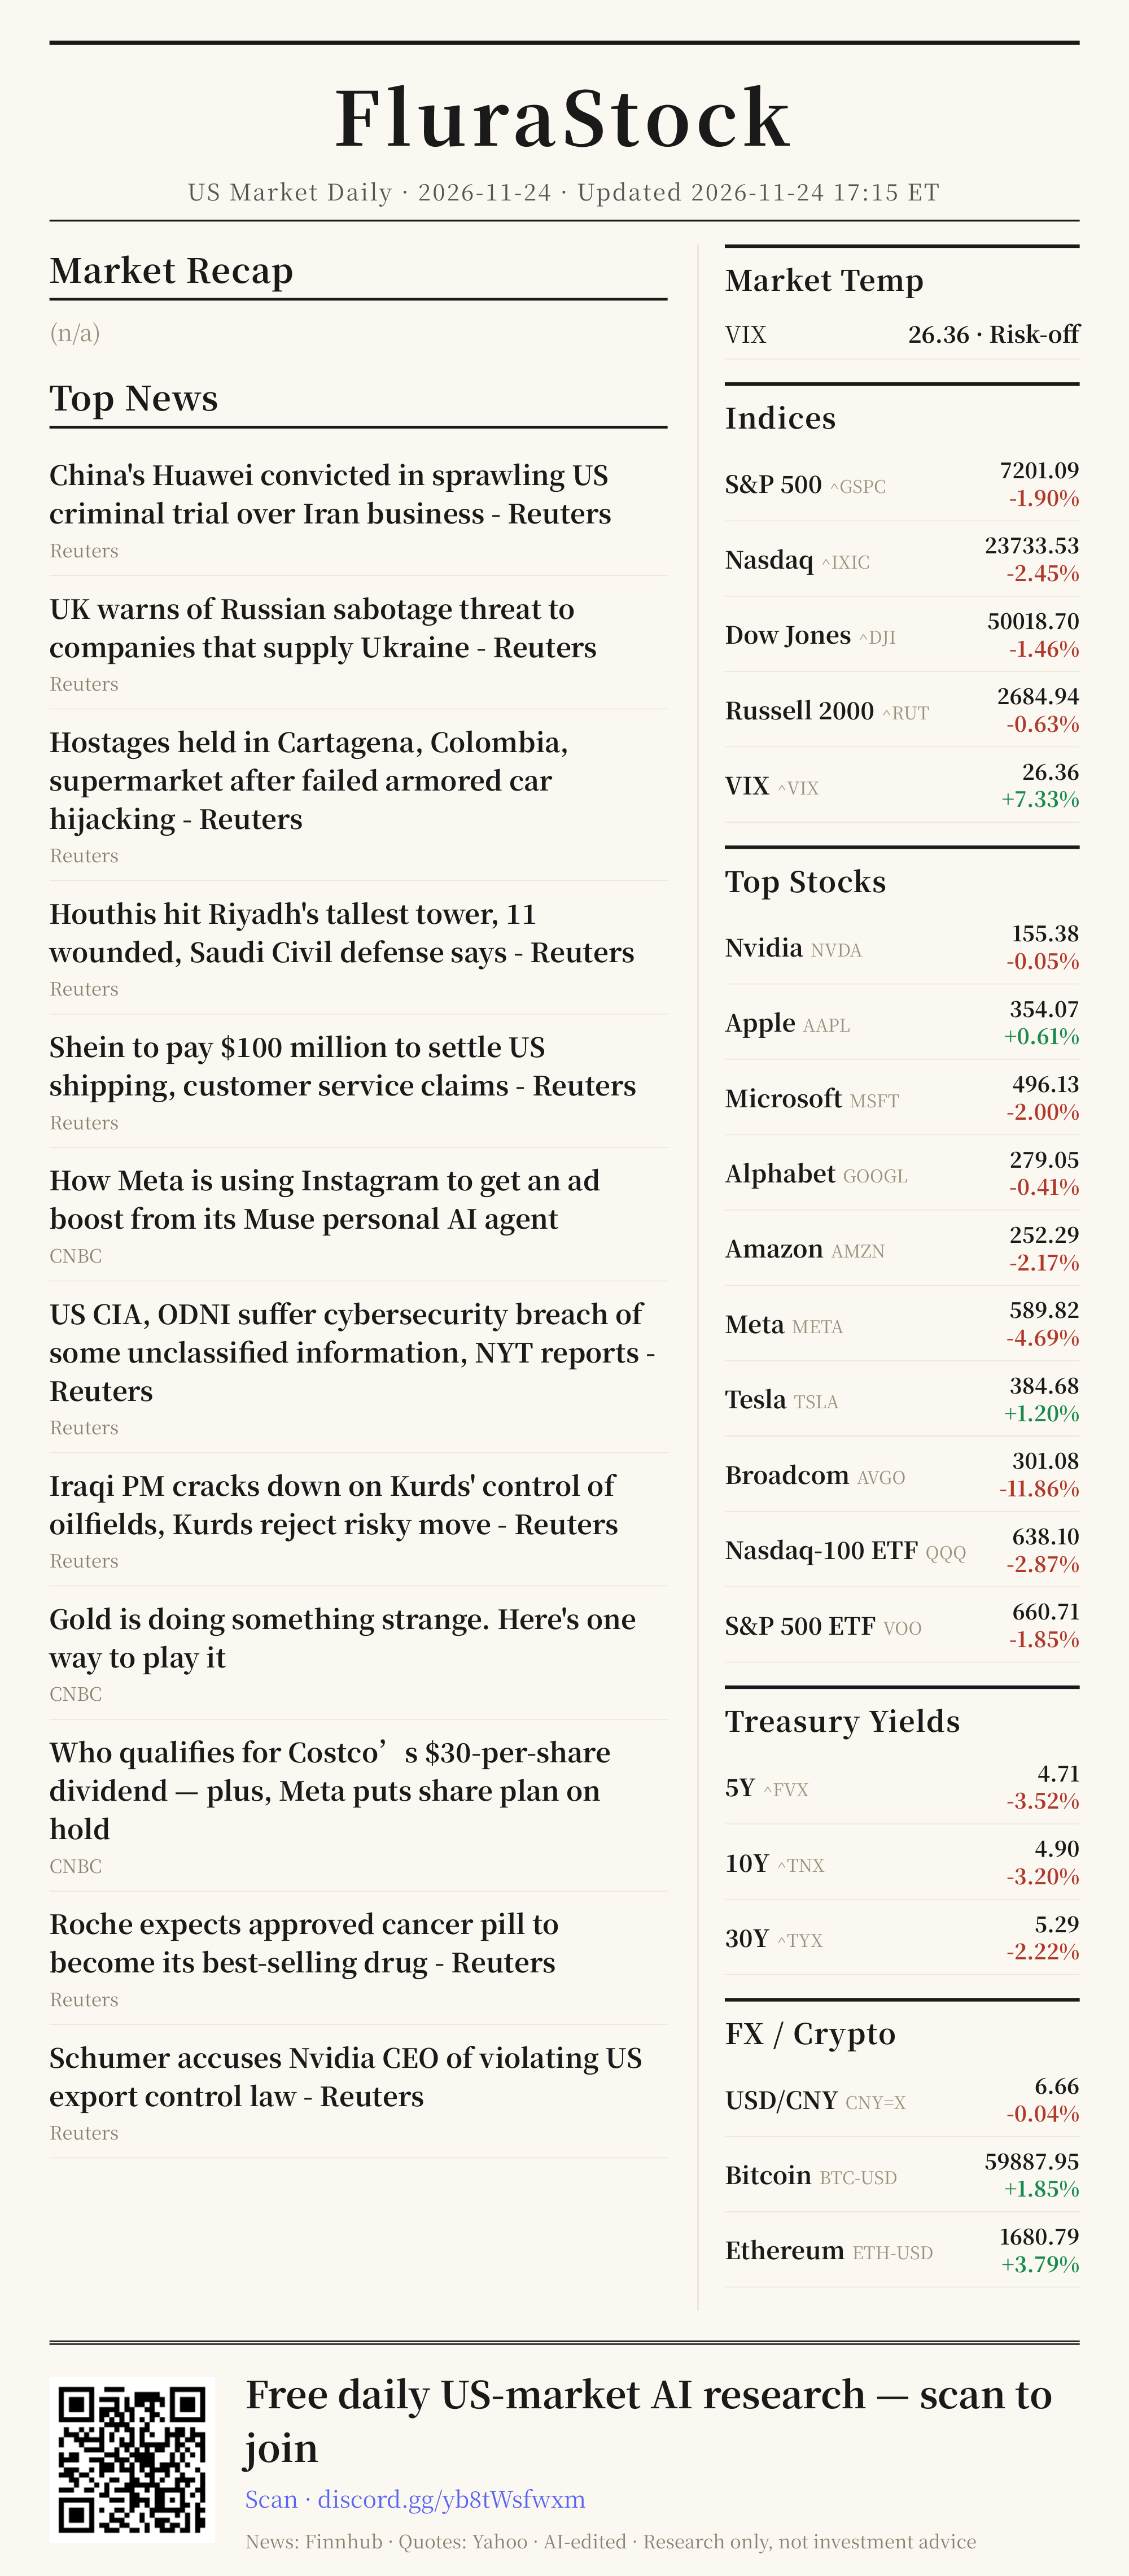 FluraStock
US Market Daily · 2026-11-24 · Updated 2026-11-24 17:15 ET
Market Recap
(n/a)
Top News
China's Huawei convicted in sprawling US
criminal trial over Iran business - Reuters
Reuters
UK warns of Russian sabotage threat to
companies that supply Ukraine - Reuters
Reuters
Hostages held in Cartagena, Colombia,
supermarket after failed armored car
hijacking - Reuters
Reuters
Houthis hit Riyadh's tallest tower, 11
wounded, Saudi Civil defense says - Reuters
Reuters
Shein to pay $100 million to settle US
shipping, customer service claims - Reuters
Reuters
How Meta is using Instagram to get an ad
boost from its Muse personal AI agent
CNBC
US CIA, ODNI suffer cybersecurity breach of
some unclassified information, NYT reports -
Reuters
Reuters
Iraqi PM cracks down on Kurds' control of
oilfields, Kurds reject risky move - Reuters
Reuters
Gold is doing something strange. Here's one
way to play it
CNBC
Who qualifies for Costco’s $30-per-share
dividend — plus, Meta puts share plan on
hold
CNBC
Roche expects approved cancer pill to
become its best-selling drug - Reuters
Reuters
Schumer accuses Nvidia CEO of violating US
export control law - Reuters
Reuters
Market Temp
VIX 26.36 · Risk-off
Indices
S&P 500 ^GSPC 7201.09
-1.90%
Nasdaq ^IXIC 23733.53
-2.45%
Dow Jones ^DJI 50018.70
-1.46%
Russell 2000 ^RUT 2684.94
-0.63%
VIX ^VIX 26.36
+7.33%
Top Stocks
Nvidia NVDA 155.38
-0.05%
Apple AAPL 354.07
+0.61%
Microsoft MSFT 496.13
-2.00%
Alphabet GOOGL 279.05
-0.41%
Amazon AMZN 252.29
-2.17%
Meta META 589.82
-4.69%
Tesla TSLA 384.68
+1.20%
Broadcom AVGO 301.08
-11.86%
Nasdaq-100 ETF QQQ 638.10
-2.87%
S&P 500 ETF VOO 660.71
-1.85%
Treasury Yields
5Y ^FVX 4.71
-3.52%
10Y ^TNX 4.90
-3.20%
30Y ^TYX 5.29
-2.22%
FX / Crypto
USD/CNY CNY=X 6.66
-0.04%
Bitcoin BTC-USD 59887.95
+1.85%
Ethereum ETH-USD 1680.79
+3.79%
Free daily US-market AI research — scan to
join
Scan · discord.gg/yb8tWsfwxm
News: Finnhub · Quotes: Yahoo · AI-edited · Research only, not investment advice